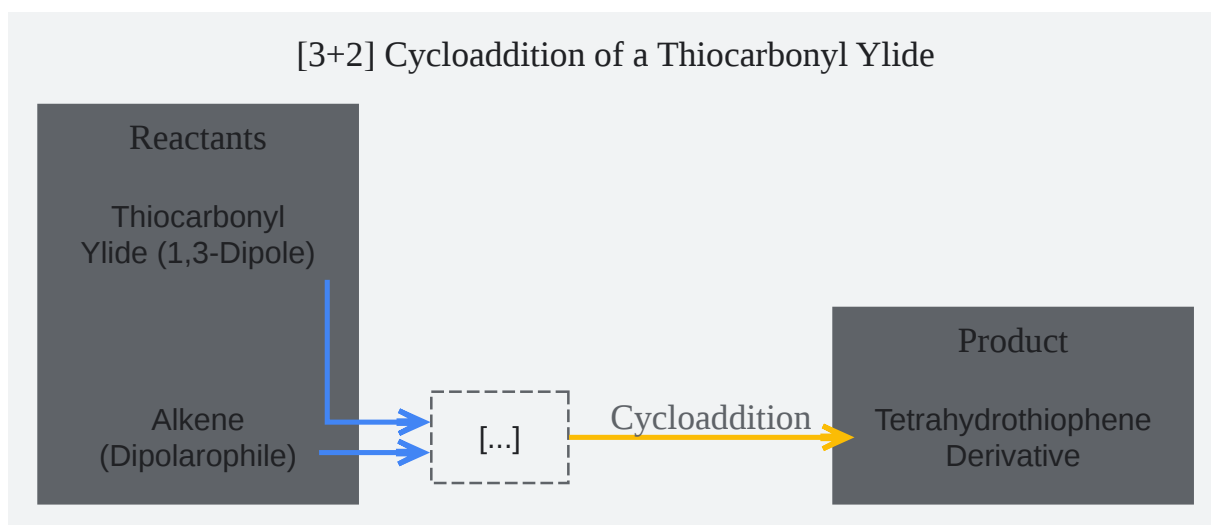 [3+2] Cycloaddition of a Thiocarbonyl Ylide
Reactants
Thiocarbonyl
Ylide (1,3-Dipole)
Alkene
(Dipolarophile)
[...]
Cycloaddition
Product
Tetrahydrothiophene
Derivative